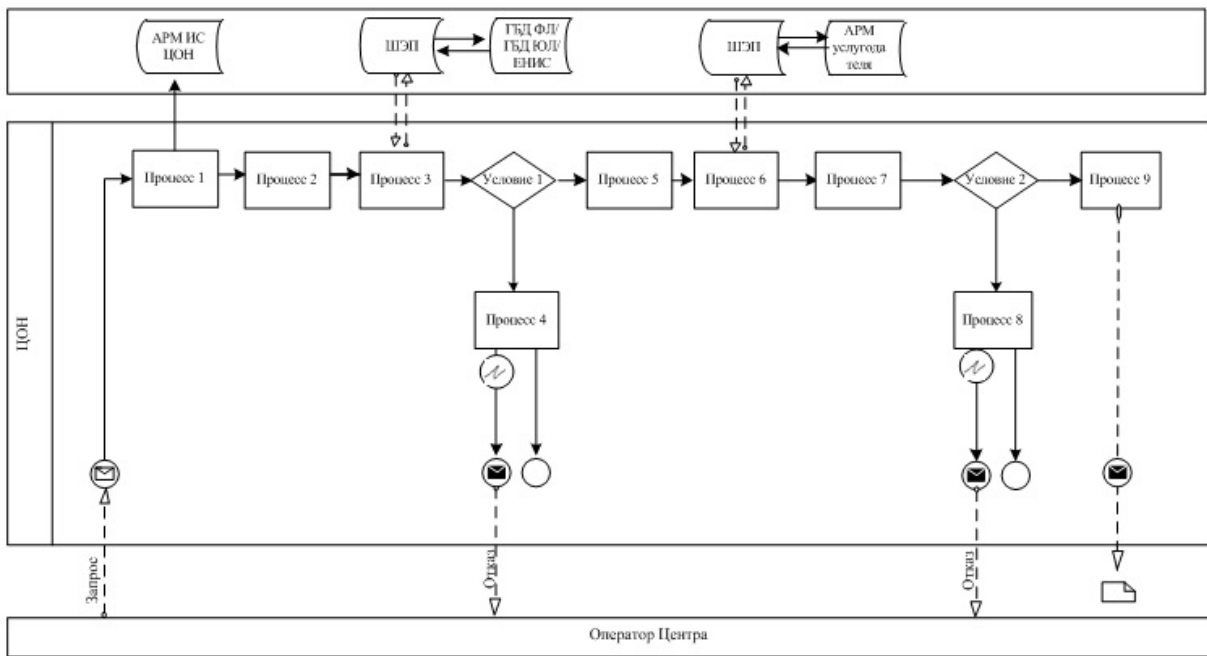 АРМ ИС
ЦОН
ШЭП
ГБД ФЛ/
ГБД ЮЛ/
ЕНИС
ШЭП
АРМ
услугода
теля
ЦОН
Процесс 1
Процесс 2
Процесс 3
Условие 1
Процесс 5
Процесс 6
Процесс 7
Условие 2
Процесс 9
Процесс 4
Процесс 8
Запрос
Отказ
Отказ
Оператор Центра